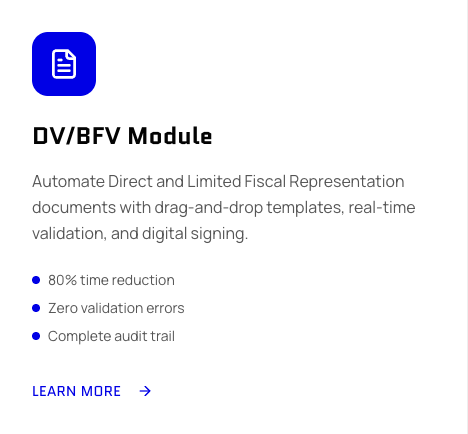 DV/BFV Module
Automate Direct and Limited Fiscal Representation
documents with drag-and-drop templates, real-time
validation, and digital signing.
80% time reduction
Zero validation errors
Complete audit trail
LEARN MORE